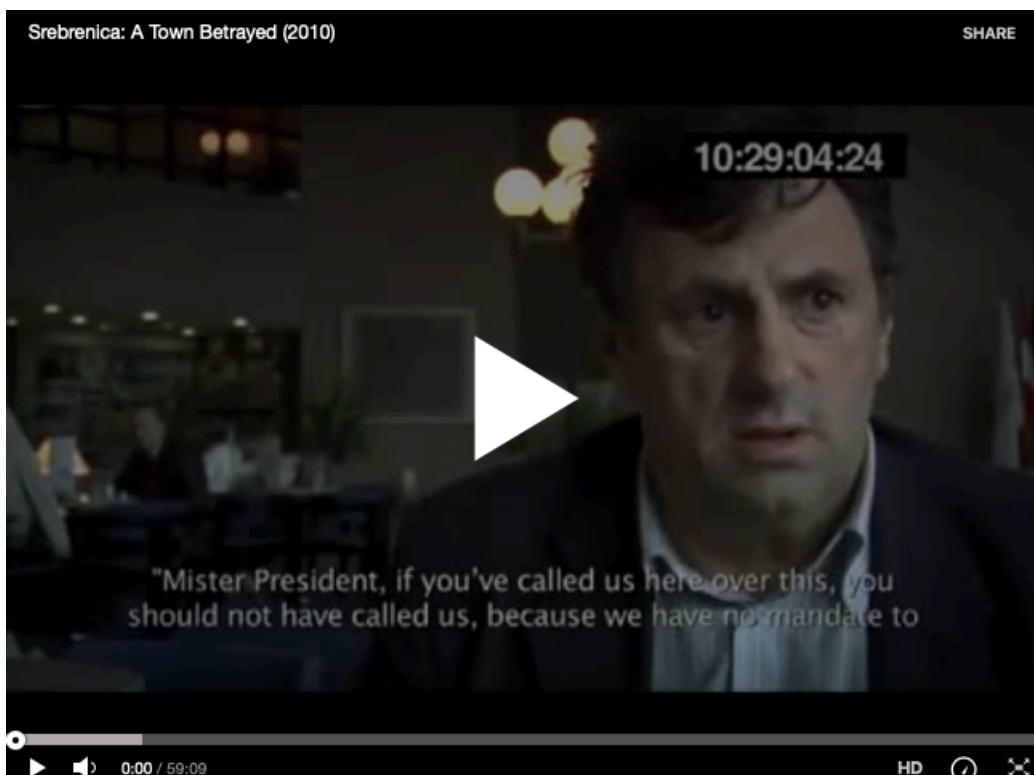 Srebrenica: A Town Betrayed (2010)
SHARE
10:29:04:24
"Mister President, if you've called us here over this, you
should not have called us, because we have no mandate to
0:00 / 59:09
HD